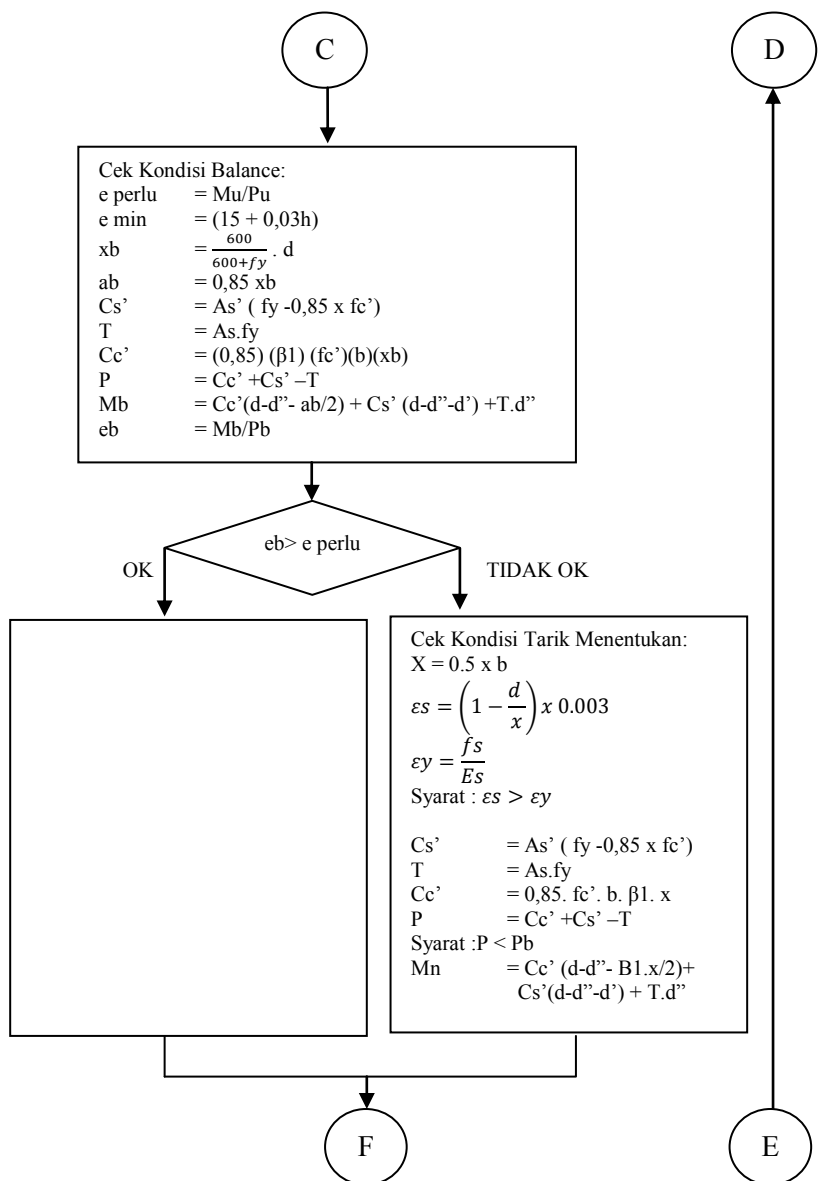 C
D
Cek Kondisi Balance:
e perlu = Mu/Pu
e min = (15 + 0,03h)
xb = 600/(600+fy) . d
ab = 0,85 xb
Cs’ = As’ ( fy -0,85 x fc’)
T = As.fy
Cc’ = (0,85) (β1) (fc’)(b)(xb)
P = Cc’ +Cs’ –T
Mb = Cc’(d-d”- ab/2) + Cs’ (d-d”-d’) +T.d”
eb = Mb/Pb
eb> e perlu
OK
TIDAK OK
Cek Kondisi Tarik Menentukan:
X = 0.5 x b
εs = (1 − d/x) x 0.003
εy = fs/Es
Syarat : εs > εy
Cs’ = As’ ( fy -0,85 x fc’)
T = As.fy
Cc’ = 0,85. fc’. b. β1. x
P = Cc’ +Cs’ –T
Syarat :P < Pb
Mn = Cc’ (d-d”- B1.x/2)+
Cs’(d-d”-d’) + T.d”
F
E